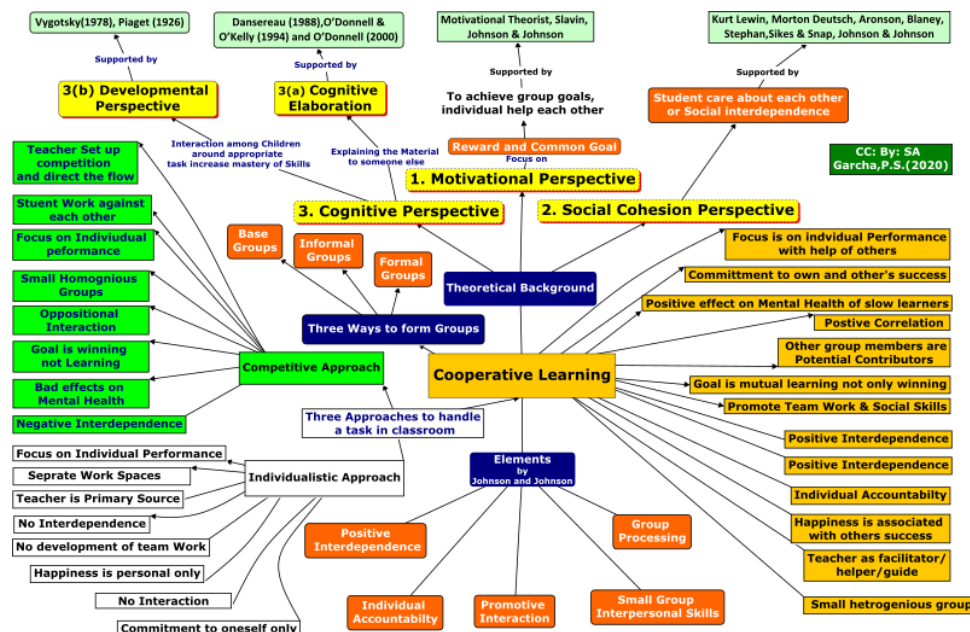 Vygotsky(1978), Piaget (1926)
Dansereau (1988),O'Donnell &
O'Kelly (1994) and O'Donnell (2000)
Motivational Theorist, Slavin,
Johnson & Johnson
Kurt Lewin, Morton Deutsch, Aronson, Blaney,
Stephan,Sikes & Snap, Johnson & Johnson
Supported by
Supported by
Supported by
Supported by
3(b) Developmental
Perspective
3(a) Cognitive
Elaboration
To achieve group goals,
individual help each other
Student care about each other
or Social interdependence
Interaction among Children
around appropriate
task increase mastery of Skills
Explaining the Material
to someone else
Reward and Common Goal
Focus on
CC: By: SA
Garcha,P.S.(2020)
1. Motivational Perspective
3. Cognitive Perspective
2. Social Cohesion Perspective
Teacher Set up
competition
and direct the flow
Stuent Work against
each other
Focus on Indiviudual
peformance
Small Homognious
Groups
Oppositional
Interaction
Goal is winning
not Learning
Bad effects on
Mental Health
Negative Interdependence
Competitive Approach
Base
Groups
Informal
Groups
Formal
Groups
Three Ways to form Groups
Theoretical Background
Cooperative Learning
Three Approaches to handle
a task in classroom
Focus is on indvidual Performance
with help of others
Committment to own and other's success
Positive effect on Mental Health of slow learners
Postive Correlation
Other group members are
Potential Contributors
Goal is mutual learning not only winning
Promote Team Work & Social Skills
Positive Interdependence
Positive Interdependence
Individual Accountabilty
Happiness is associated
with others success
Teacher as facilitator/
helper/guide
Small hetrogenious group
Focus on Individual Performance
Seprate Work Spaces
Teacher is Primary Source
No Interdependence
No development of team Work
Happiness is personal only
No Interaction
Commitment to oneself only
Individualistic Approach
Elements
by
Johnson and Johnson
Positive
Interdependence
Individual
Accountabilty
Promotive
Interaction
Small Group
Interpersonal Skills
Group
Processing